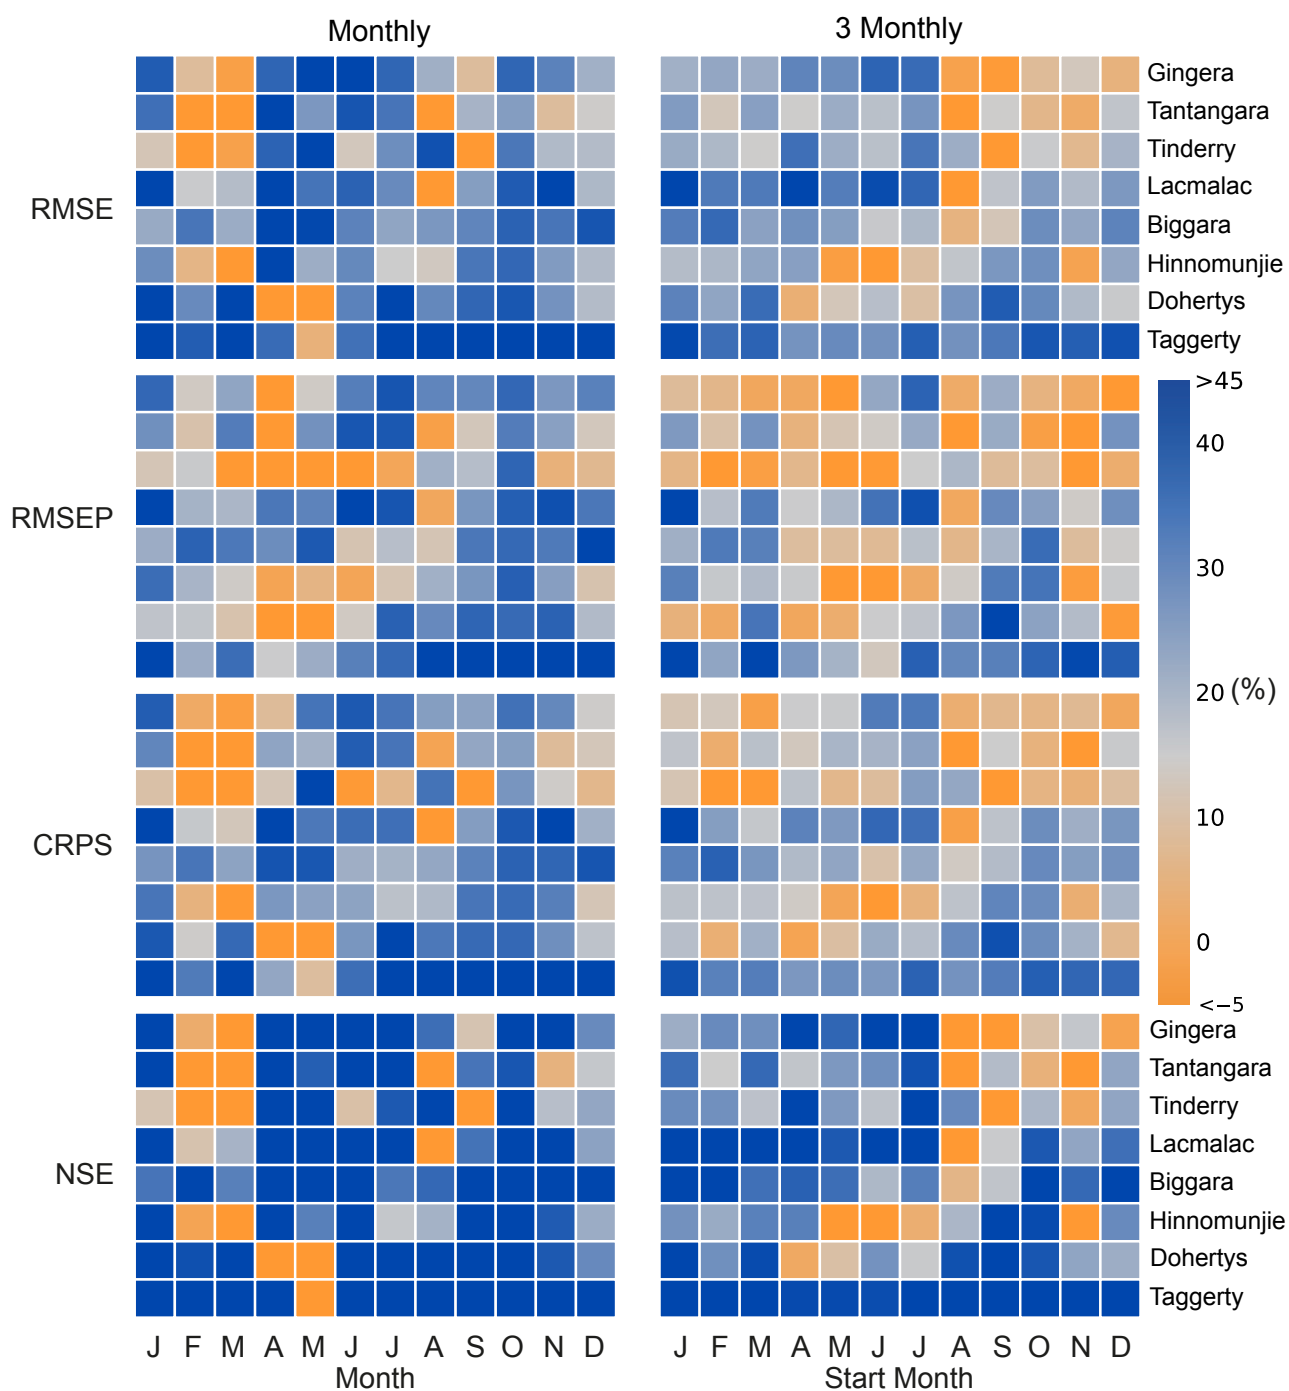 Monthly
3 Monthly
RMSE
Gingera
Tantangara
Tinderry
Lacmalac
Biggara
Hinnomunjie
Dohertys
Taggerty
RMSEP
>45
40
30
20 (%)
10
0
<−5
CRPS
NSE
Gingera
Tantangara
Tinderry
Lacmalac
Biggara
Hinnomunjie
Dohertys
Taggerty
J F M A M J J A S O N D
J F M A M J J A S O N D
Month
Start Month